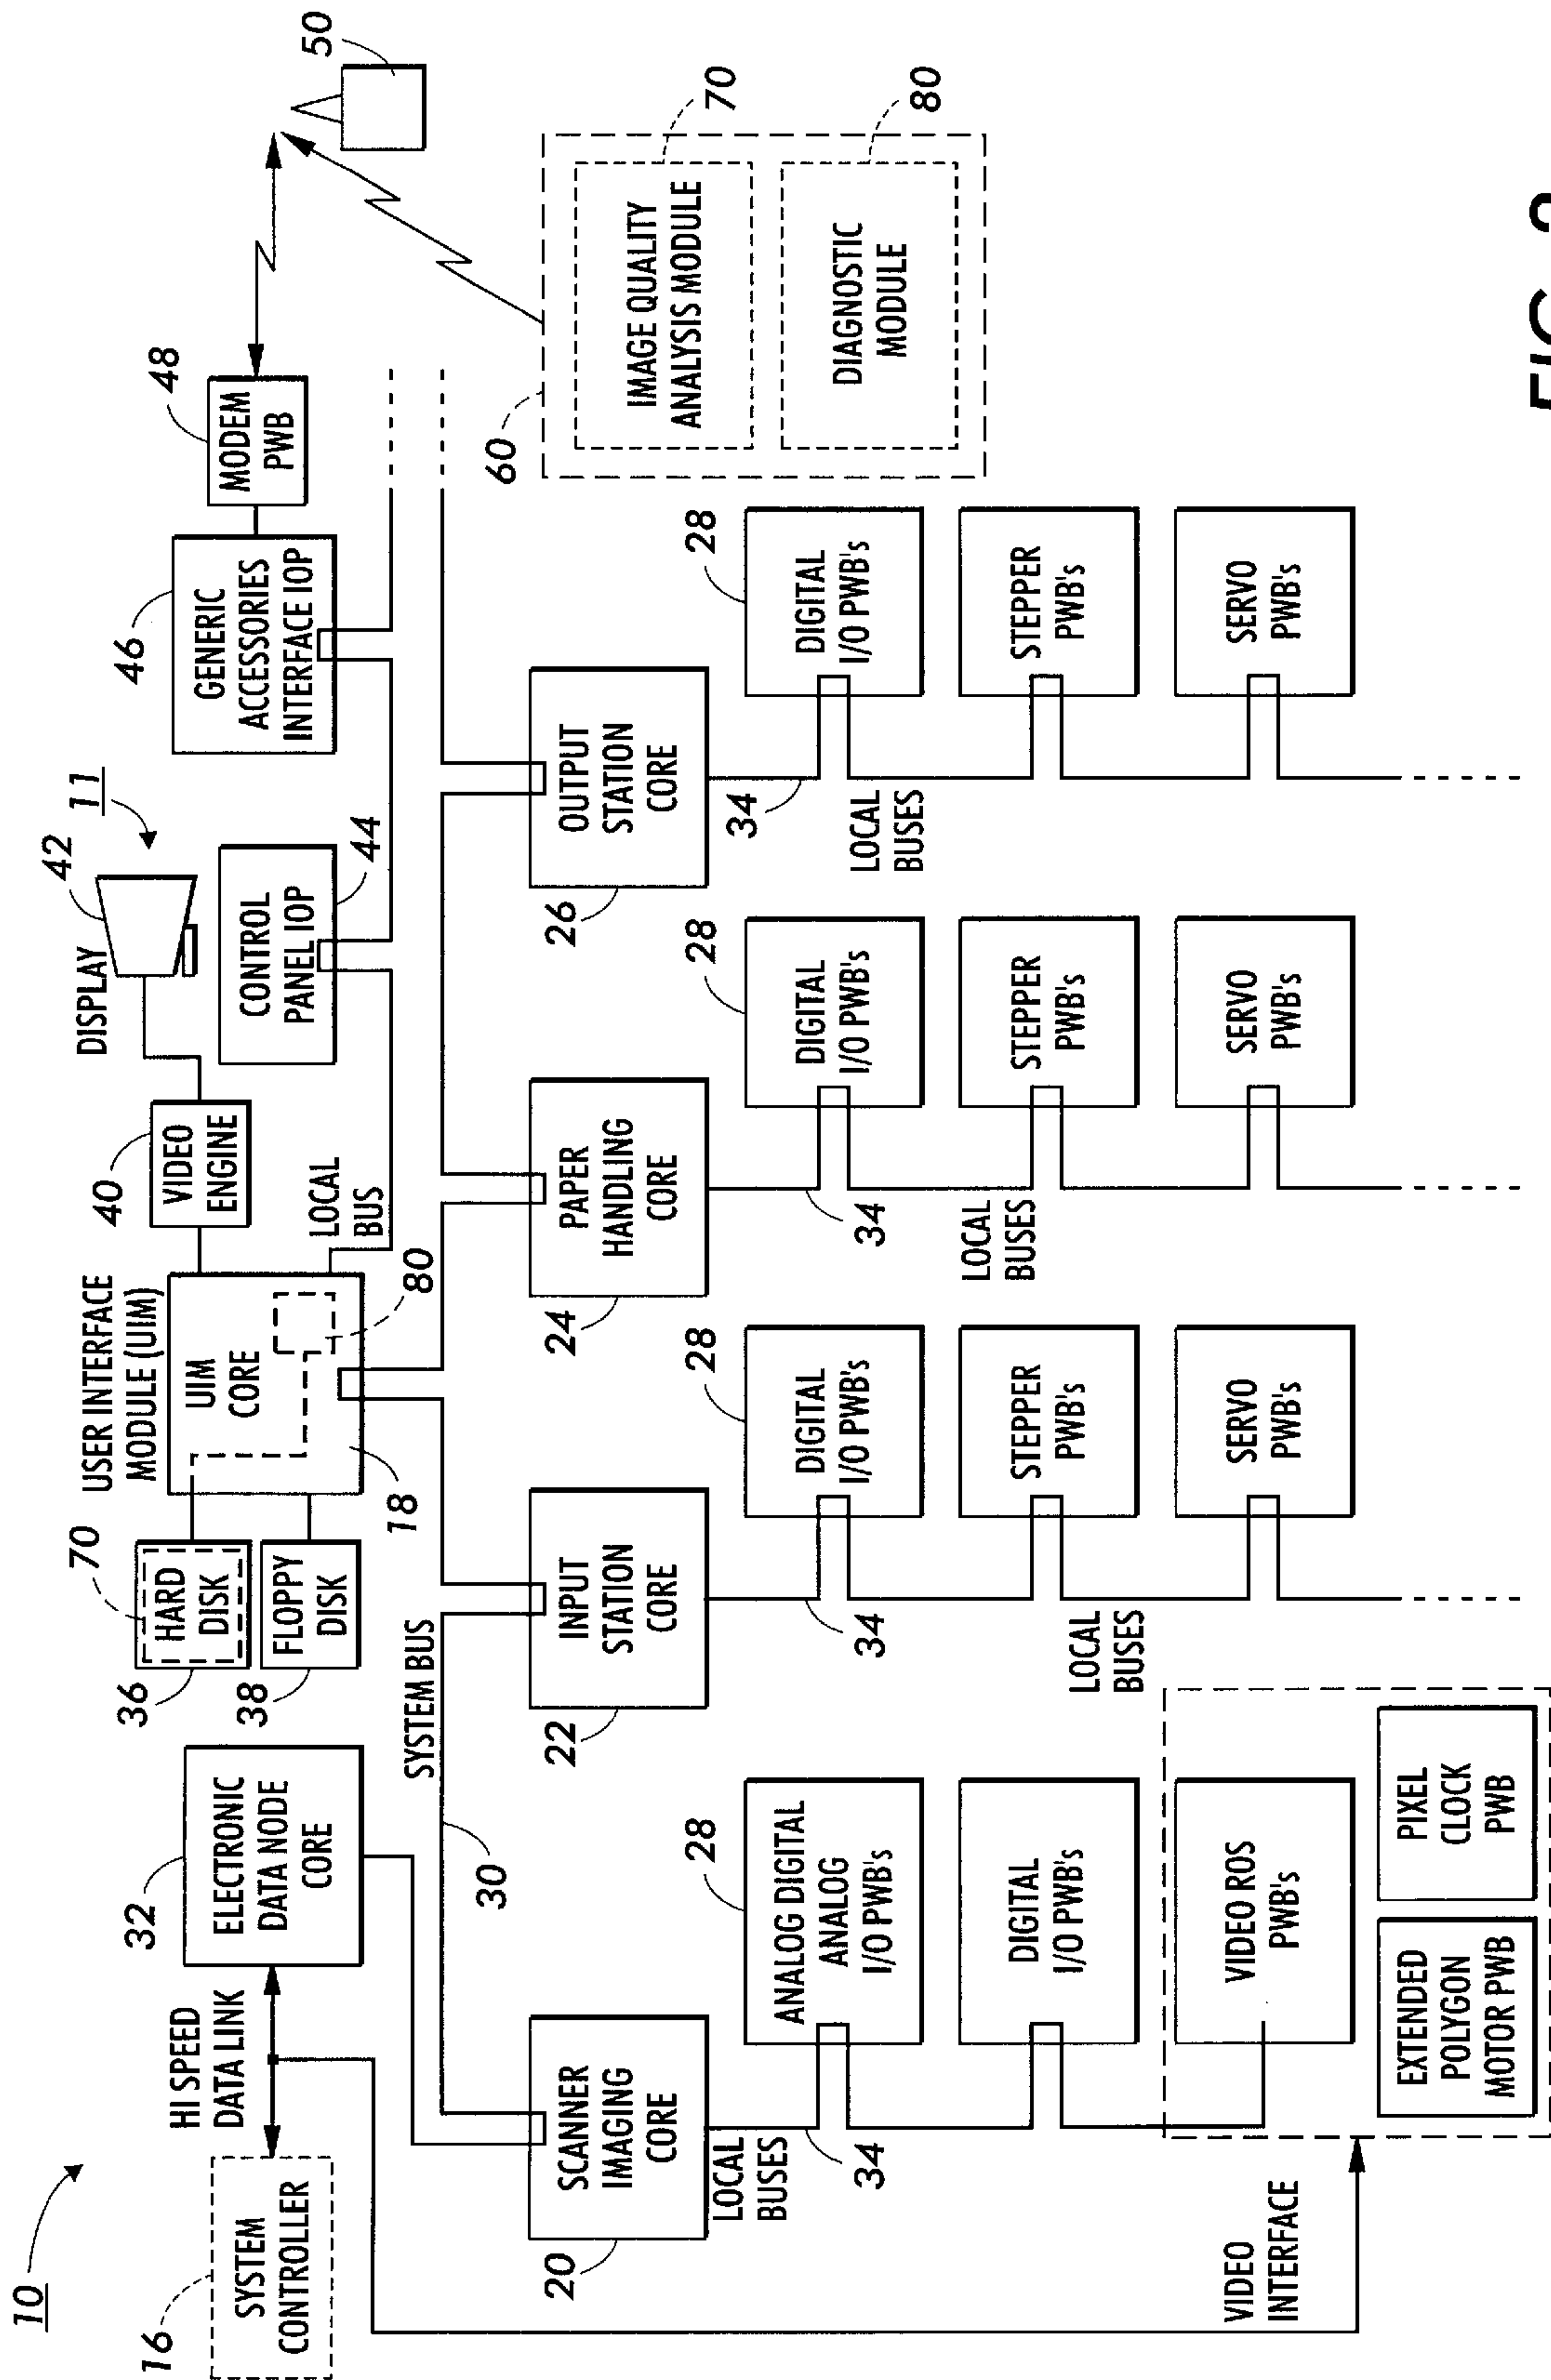 10
11
16
SYSTEM
CONTROLLER
HI SPEED
DATA LINK
32
ELECTRONIC
DATA NODE
CORE
70
36
HARD
DISK
38
FLOPPY
DISK
USER INTERFACE
MODULE (UIM)
UIM
CORE
18
80
40
VIDEO
ENGINE
LOCAL
BUS
DISPLAY
42
CONTROL
PANEL IOP
44
46
GENERIC
ACCESSORIES
INTERFACE IOP
48
MODEM
PWB
50
SYSTEM BUS
30
20
SCANNER
IMAGING
CORE
22
INPUT
STATION
CORE
24
PAPER
HANDLING
CORE
26
OUTPUT
STATION
CORE
60
IMAGE QUALITY
ANALYSIS MODULE
70
DIAGNOSTIC
MODULE
80
LOCAL
BUSES
34
28
ANALOG DIGITAL
ANALOG
I/O PWB's
DIGITAL
I/O PWB's
VIDEO ROS
PWB's
EXTENDED
POLYGON
MOTOR PWB
PIXEL
CLOCK
PWB
VIDEO
INTERFACE
34
LOCAL
BUSES
28
DIGITAL
I/O PWB's
STEPPER
PWB's
SERVO
PWB's
34
LOCAL
BUSES
28
DIGITAL
I/O PWB's
STEPPER
PWB's
SERVO
PWB's
34
LOCAL
BUSES
28
DIGITAL
I/O PWB's
STEPPER
PWB's
SERVO
PWB's